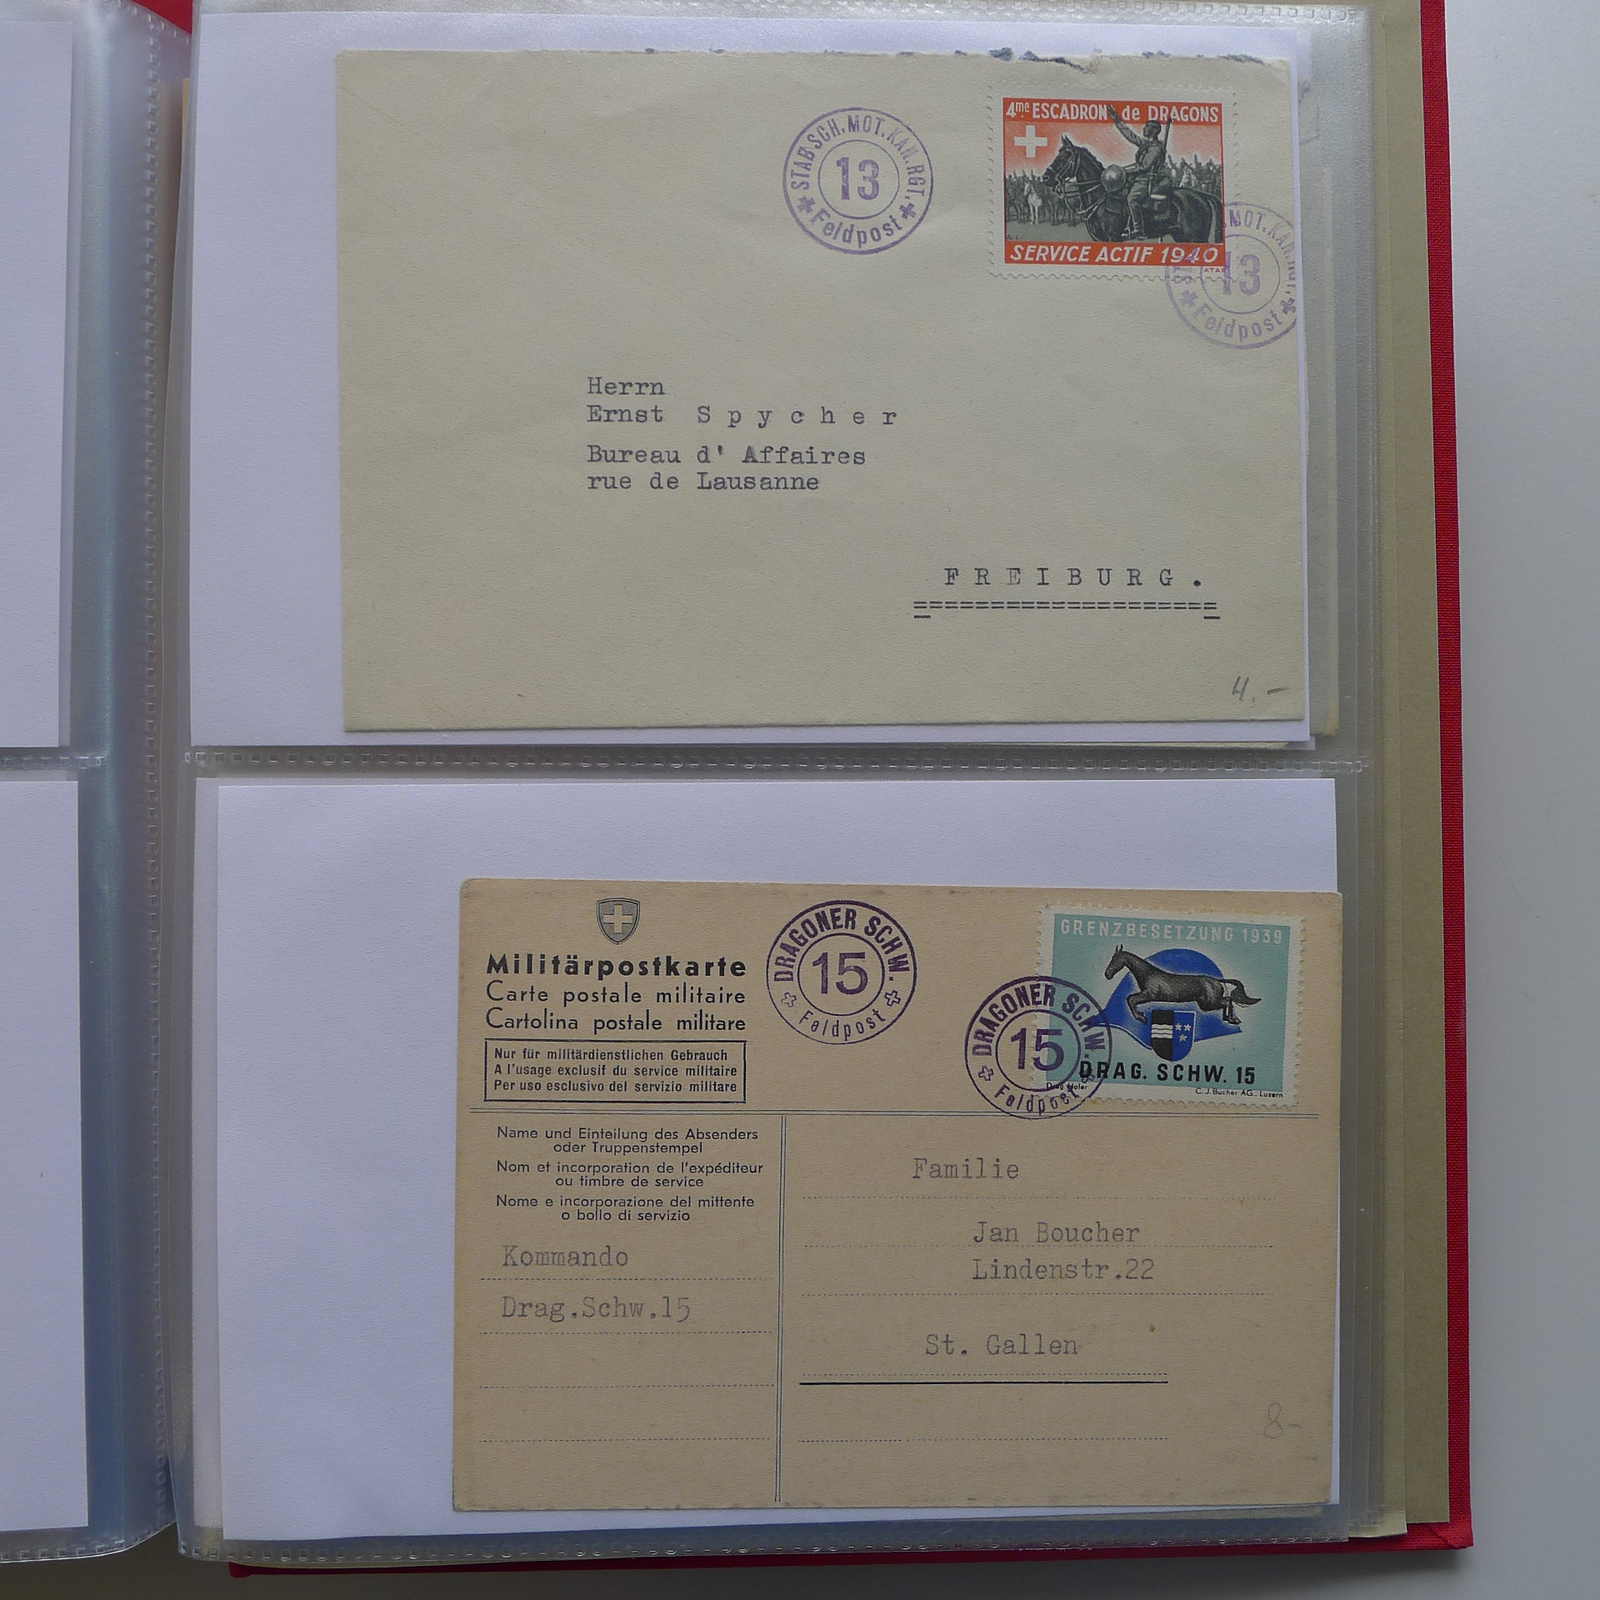 STABSCH.MOT.KAN.RGT.
13
Feldpost
4me ESCADRON de DRAGONS
SERVICE ACTIF 1940
MOT.KAN.
13
Feldpost
Herrn
Ernst Spycher
Bureau d' Affaires
rue de Lausanne
FREIBURG.
4.-
Militärpostkarte
Carte postale militaire
Cartolina postale militare
Nur für militärdienstlichen Gebrauch
A l'usage exclusif du service militaire
Per uso esclusivo del servizio militare
DRAGONER SCHW.
15
Feldpost
GRENZBESETZUNG 1939
DRAG. SCHW. 15
C.J. Bucher AG., Luzern
DRAGONER SCHW.
15
Feldpost
Name und Einteilung des Absenders
oder Truppenstempel
Nom et incorporation de l'expéditeur
ou timbre de service
Nome e incorporazione del mittente
o bollo di servizio
Kommando
Drag.Schw.15
Familie
Jan Boucher
Lindenstr.22
St. Gallen
8-